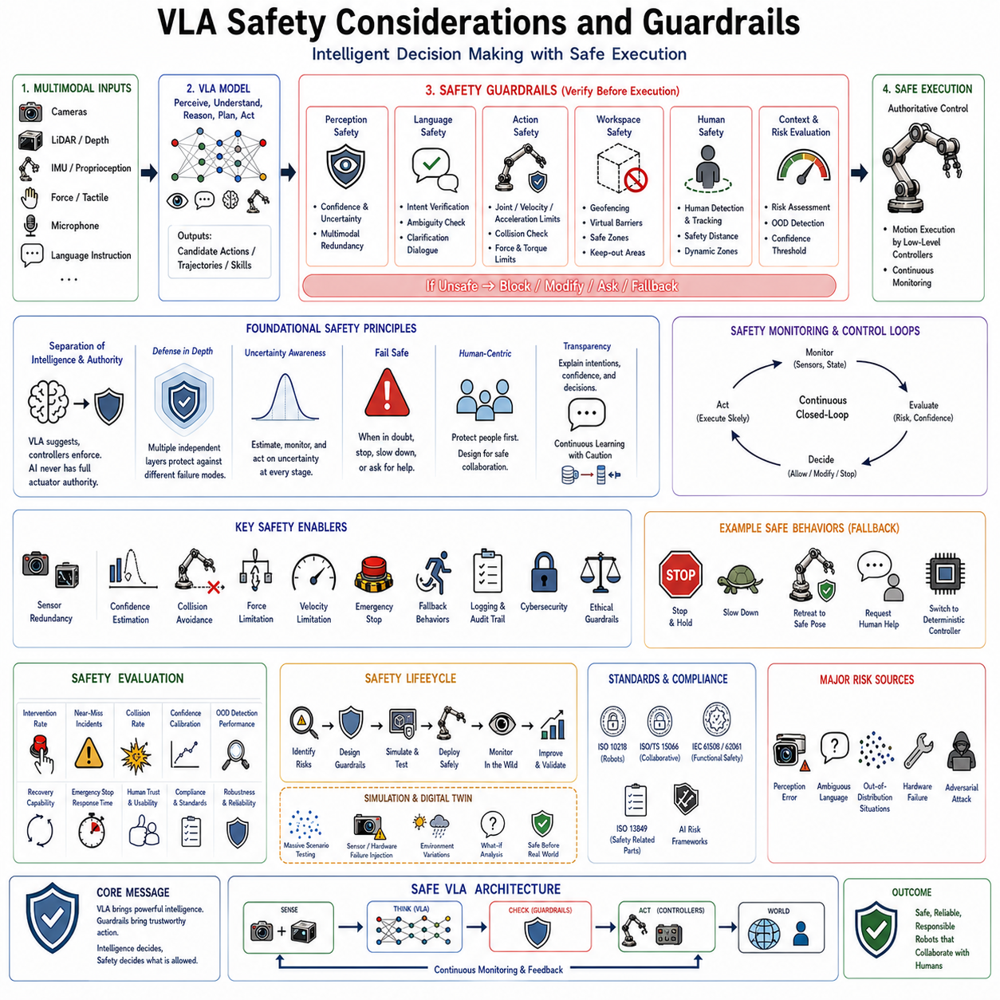 VLA Safety Considerations and Guardrails
Intelligent Decision Making with Safe Execution
1. MULTIMODAL INPUTS
Cameras
LiDAR / Depth
IMU / Proprioception
Force / Tactile
Microphone
Language Instruction
...
2. VLA MODEL
Perceive, Understand,
Reason, Plan, Act
Outputs:
Candidate Actions /
Trajectories / Skills
3. SAFETY GUARDRAILS (Verify Before Execution)
Perception
Safety
• Confidence &
Uncertainty
• Multimodal
Redundancy
Language
Safety
• Intent Verification
• Ambiguity Check
• Clarification
Dialogue
Action
Safety
• Joint / Velocity /
Acceleration Limits
• Collision Check
• Force & Torque
Limits
Workspace
Safety
• Geofencing
• Virtual Barriers
• Safe Zones
• Keep-out Areas
Human
Safety
• Human Detection
& Tracking
• Safety Distance
• Dynamic Zones
Context &
Risk Evaluation
• Risk Assessment
• OOD Detection
• Confidence
Threshold
If Unsafe → Block / Modify / Ask / Fallback
4. SAFE EXECUTION
Authoritative Control
• Motion Execution
by Low-Level
Controllers
• Continuous
Monitoring
FOUNDATIONAL SAFETY PRINCIPLES
Separation of
Intelligence & Authority
VLA suggests,
controllers enforce.
AI never has full
actuator authority.
Defense in Depth
Multiple independent
layers protect against
different failure modes.
Uncertainty Awareness
Estimate, monitor, and
act on uncertainty
at every stage.
Fail Safe
When in doubt,
stop, slow down,
or ask for help.
Human-Centric
Protect people first.
Design for safe
collaboration.
Transparency
Explain intentions,
confidence, and
decisions.
Continuous Learning
with Caution
SAFETY MONITORING & CONTROL LOOPS
Monitor
(Sensors, State)
Act
(Execute Skely)
Continuous
Closed-Loop
Evaluate
(Risk, Confidence)
Decide
(Allow / Modify / Stop)
KEY SAFETY ENABLERS
Sensor
Redundancy
Confidence
Estimation
Collision
Avoidance
Force
Limitation
Velocity
Limitation
Emergency
Stop
Fallback
Behaviors
Logging &
Audit Trail
Cybersecurity
Ethical
Guardrails
EXAMPLE SAFE BEHAVIORS (FALLBACK)
STOP
Stop
& Hold
Slow Down
Retreat to
Safe Pose
Request
Human Help
Switch to
Deterministic
Controller
SAFETY EVALUATION
Intervention
Rate
Near-Miss
Incidents
Collision
Rate
Confidence
Calibration
OOD Detection
Performance
Recovery
Capability
Emergency Stop
Response Time
Human Trust
& Usability
Compliance
& Standards
Robustness
& Reliability
SAFETY LIFEEYCLE
Identify
Risks
Design
Guardrails
Simulate &
Test
Deploy
Safely
Monitor
In the Wild
Improve
& Validate
SIMULATION & DIGITAL TWIN
Massive Scenario
Testing
Sensor / Hardware
Failure Injection
Environment
Variations
What-if
Analysis
Safe Before
Real World
STANDARDS & COMPLIANCE
ISO 10218
(Robots)
ISO/TS 15066
(Collaborative)
IEC 61508 / 62061
(Functional Safety)
ISO 13849
(Safety Related
Parts)
AI Risk
Frameworks
MAJOR RISK SOURCES
Perception
Error
Ambiguous
Language
Out-of-
Distribution
Situations
Hardware
Failure
Adversarial
Attack
CORE MESSAGE
VLA brings powerful intelligence.
Guardrails bring trustworthy
action.
Intelligence decides,
Safety decides what is allowed.
SAFE VLA ARCHITECTURE
SENSE
THINK (VLA)
CHECK (GUARDRAILS)
ACT (CONTROLLERS)
WORLD
Continuous Monitoring & Feedback
OUTCOME
Safe, Reliable,
Responsible
Robots that
Collaborate with
Humans